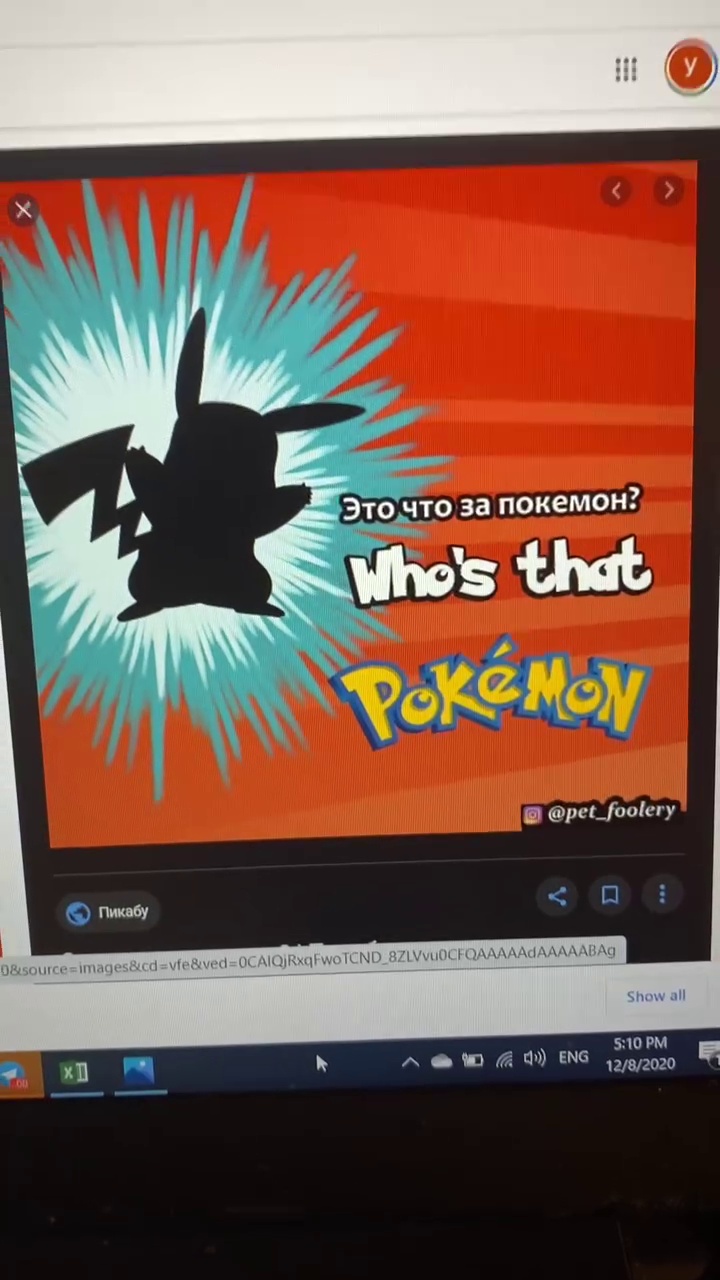 У
Это что за покемон?
Who's that
POKéMON
@pet_foolery
Пикабу
0&source=images&cd=vfe&ved=0CAIQjRxqFwoTCND_8ZLVvu0CFQAAAAAdAAAAABAg
Show all
5:10 PM
ENG
12/8/2020